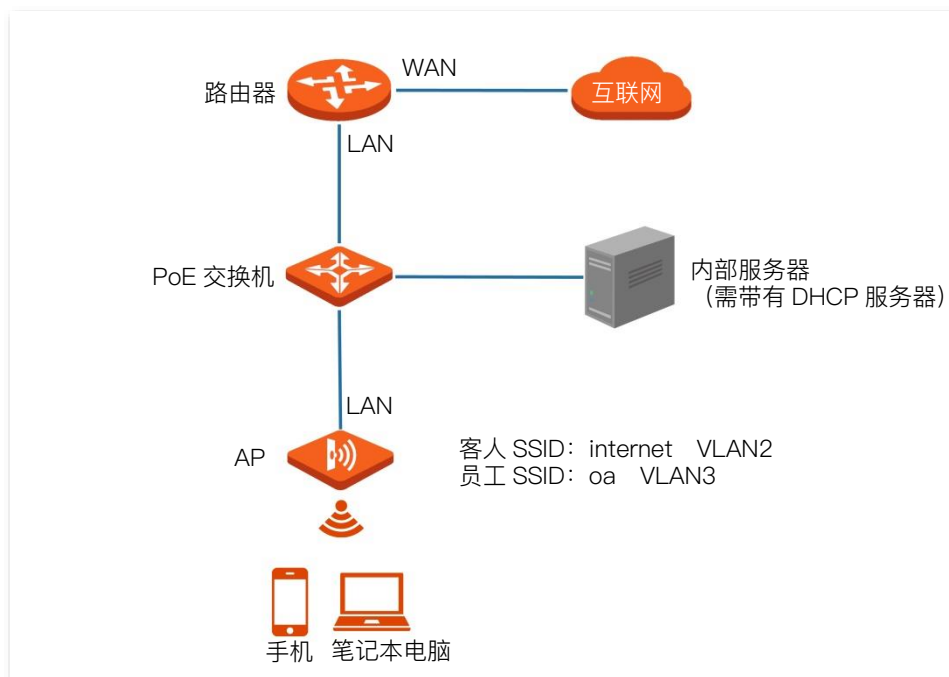 WAN
路由器
互联网
LAN
PoE 交换机
内部服务器
（需带有 DHCP 服务器）
LAN
AP
客人 SSID：internet VLAN2
员工 SSID：oa VLAN3
手机
笔记本电脑